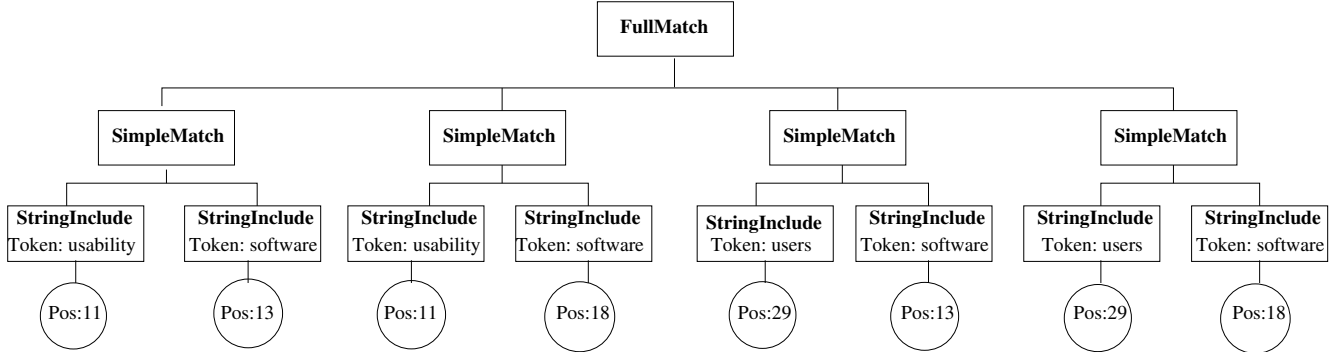 FullMatch
SimpleMatch
SimpleMatch
SimpleMatch
SimpleMatch
StringInclude
Token: usability
StringInclude
Token: software
StringInclude
Token: usability
StringInclude
Token: software
StringInclude
Token: users
StringInclude
Token: software
StringInclude
Token: users
StringInclude
Token: software
Pos:11
Pos:13
Pos:11
Pos:18
Pos:29
Pos:13
Pos:29
Pos:18